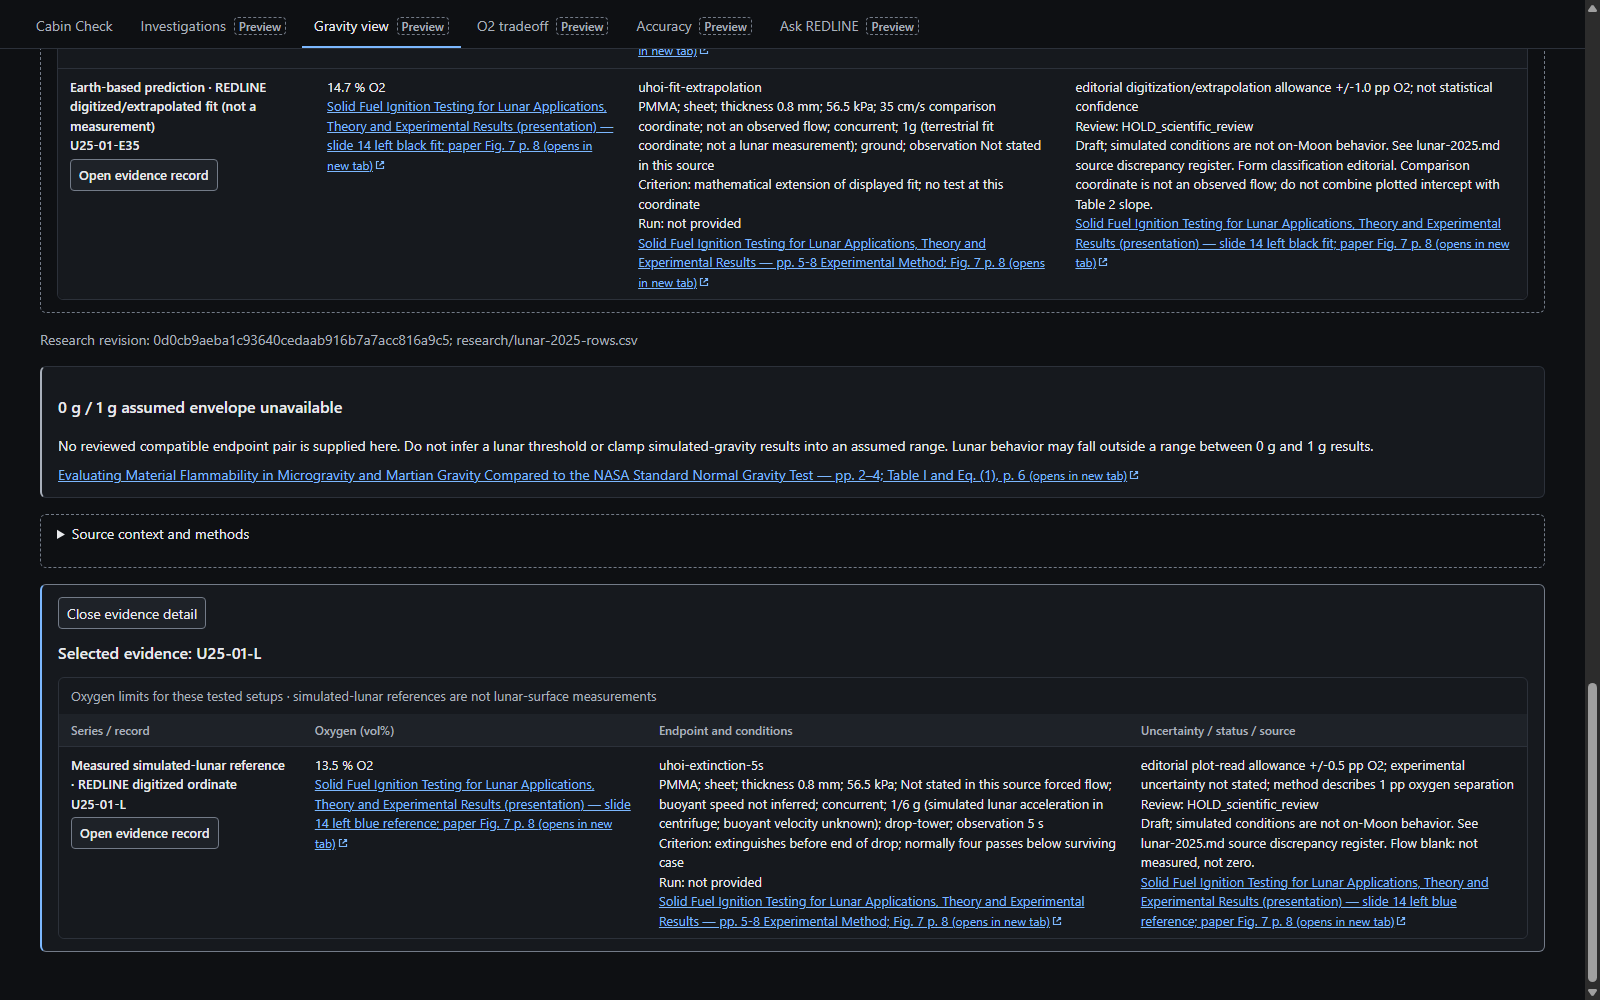 Cabin Check
Investigations Preview
Gravity view Preview
O2 tradeoff Preview
Accuracy Preview
Ask REDLINE Preview
in new tab)
Earth-based prediction · REDLINE
digitized/extrapolated fit (not a
measurement)
U25-01-E35
Open evidence record
14.7 % O2
Solid Fuel Ignition Testing for Lunar Applications,
Theory and Experimental Results (presentation) —
slide 14 left black fit; paper Fig. 7 p. 8 (opens in
new tab)
uhoi-fit-extrapolation
PMMA; sheet; thickness 0.8 mm; 56.5 kPa; 35 cm/s comparison
coordinate; not an observed flow; concurrent; 1g (terrestrial fit
coordinate; not a lunar measurement); ground; observation Not stated
in this source
Criterion: mathematical extension of displayed fit; no test at this
coordinate
Run: not provided
Solid Fuel Ignition Testing for Lunar Applications, Theory and
Experimental Results — pp. 5-8 Experimental Method; Fig. 7 p. 8 (opens
in new tab)
editorial digitization/extrapolation allowance +/-1.0 pp O2; not statistical
confidence
Review: HOLD_scientific_review
Draft; simulated conditions are not on-Moon behavior. See lunar-2025.md
source discrepancy register. Form classification editorial. Comparison
coordinate is not an observed flow; do not combine plotted intercept with
Table 2 slope.
Solid Fuel Ignition Testing for Lunar Applications, Theory and Experimental
Results (presentation) — slide 14 left black fit; paper Fig. 7 p. 8 (opens in new
tab)
Research revision: 0d0cb9aeba1c93640cedaab916b7a7acc816a9c5; research/lunar-2025-rows.csv
0 g / 1 g assumed envelope unavailable
No reviewed compatible endpoint pair is supplied here. Do not infer a lunar threshold or clamp simulated-gravity results into an assumed range. Lunar behavior may fall outside a range between 0 g and 1 g results.
Evaluating Material Flammability in Microgravity and Martian Gravity Compared to the NASA Standard Normal Gravity Test — pp. 2–4; Table I and Eq. (1), p. 6 (opens in new tab)
Source context and methods
Close evidence detail
Selected evidence: U25-01-L
Oxygen limits for these tested setups · simulated-lunar references are not lunar-surface measurements
Series / record
Oxygen (vol%)
Endpoint and conditions
Uncertainty / status / source
Measured simulated-lunar reference
· REDLINE digitized ordinate
U25-01-L
Open evidence record
13.5 % O2
Solid Fuel Ignition Testing for Lunar Applications,
Theory and Experimental Results (presentation) — slide
14 left blue reference; paper Fig. 7 p. 8 (opens in new
tab)
uhoi-extinction-5s
PMMA; sheet; thickness 0.8 mm; 56.5 kPa; Not stated in this source forced flow;
buoyant speed not inferred; concurrent; 1/6 g (simulated lunar acceleration in
centrifuge; buoyant velocity unknown); drop-tower; observation 5 s
Criterion: extinguishes before end of drop; normally four passes below surviving
case
Run: not provided
Solid Fuel Ignition Testing for Lunar Applications, Theory and Experimental
Results — pp. 5-8 Experimental Method; Fig. 7 p. 8 (opens in new tab)
editorial plot-read allowance +/-0.5 pp O2; experimental
uncertainty not stated; method describes 1 pp oxygen separation
Review: HOLD_scientific_review
Draft; simulated conditions are not on-Moon behavior. See
lunar-2025.md source discrepancy register. Flow blank: not
measured, not zero.
Solid Fuel Ignition Testing for Lunar Applications, Theory and
Experimental Results (presentation) — slide 14 left blue
reference; paper Fig. 7 p. 8 (opens in new tab)